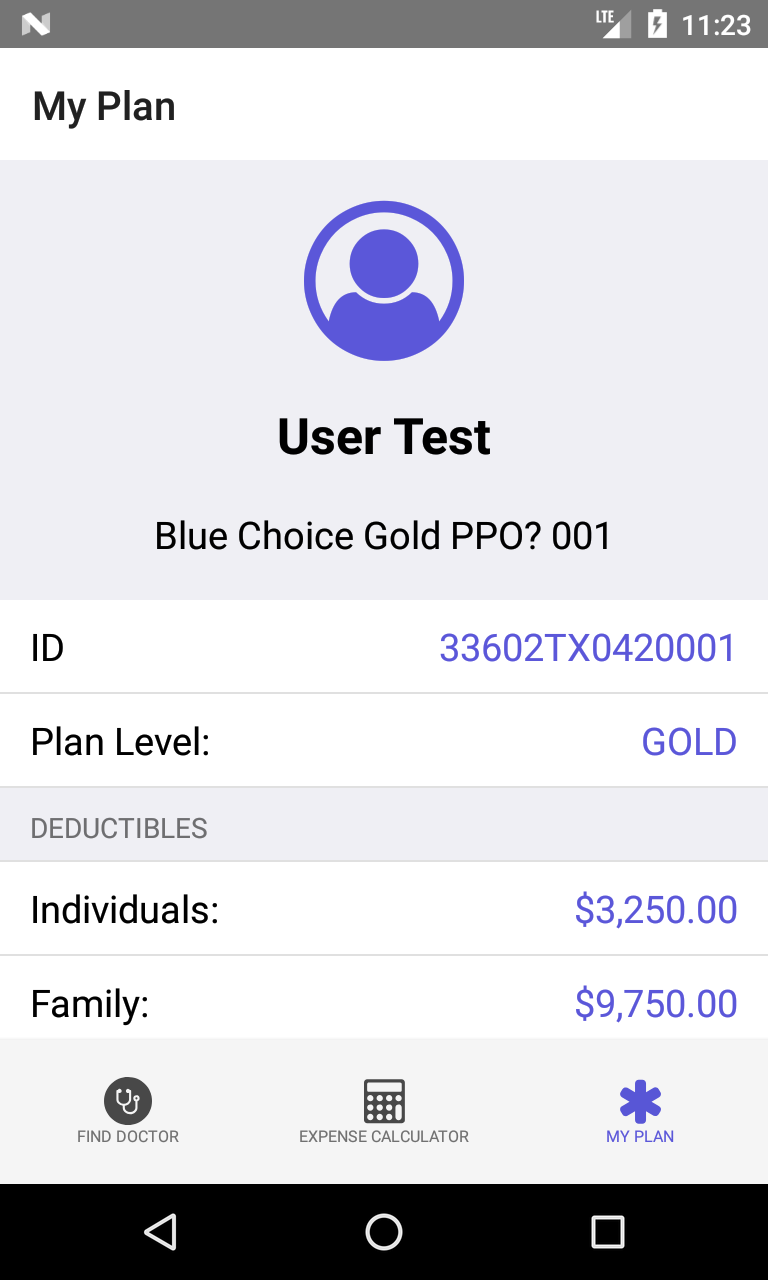 LTE 11:23
My Plan
User Test
Blue Choice Gold PPO? 001
ID 33602TX0420001
Plan Level: GOLD
DEDUCTIBLES
Individuals: $3,250.00
Family: $9,750.00
FIND DOCTOR EXPENSE CALCULATOR MY PLAN